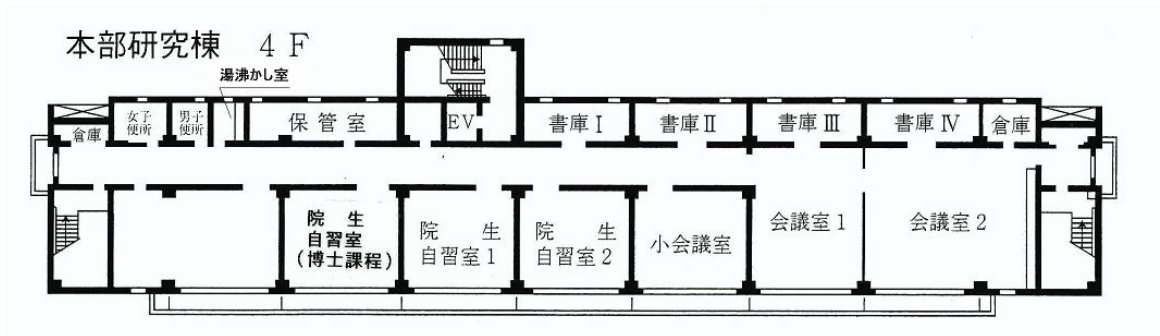 本部研究棟 4F
湯沸かし室
倉庫
女子
便所
男子
便所
保管室
EV
書庫Ⅰ
書庫Ⅱ
書庫Ⅲ
書庫Ⅳ
倉庫
院生
自習室
(博士課程)
院生
自習室1
院生
自習室2
小会議室
会議室1
会議室2